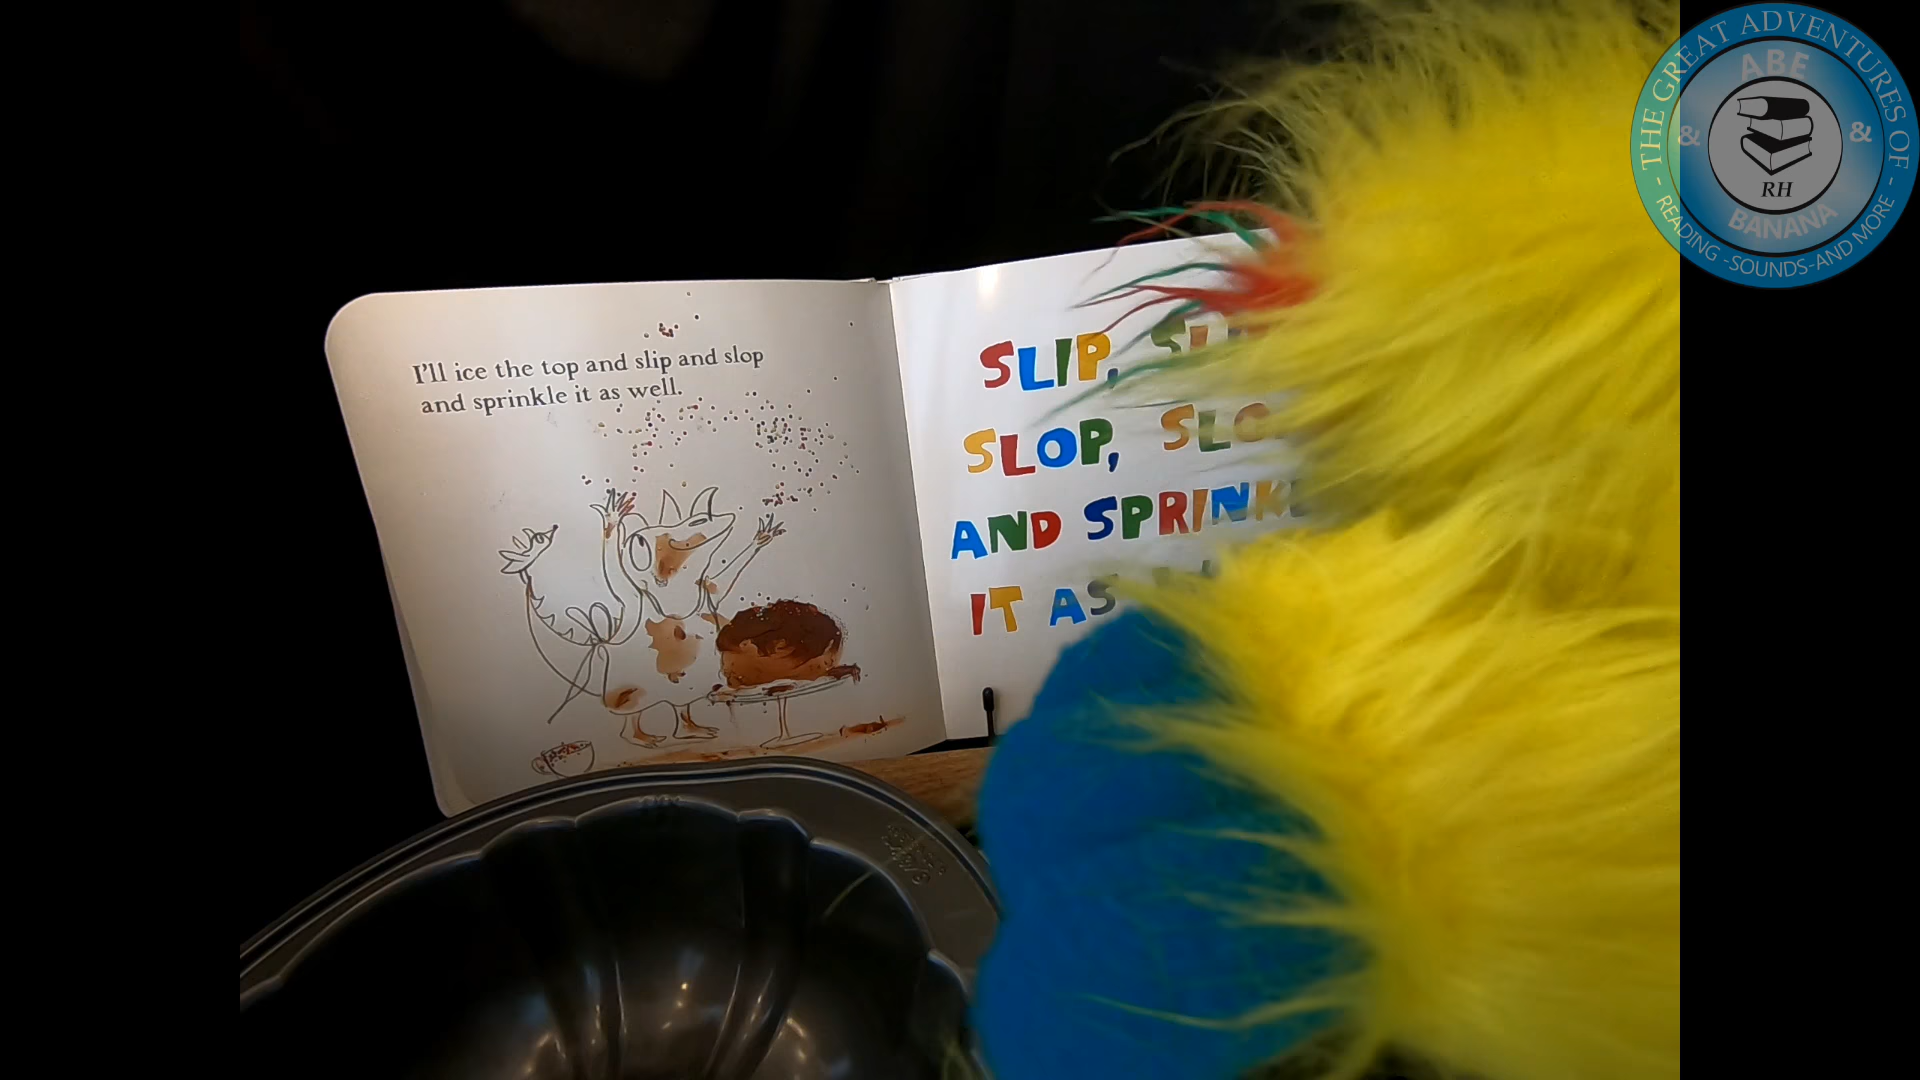 I'll ice the top and slip and slop
and sprinkle it as well.
SLIP,
SLOP,
AND
IT AS
THE GREAT ADVENTURES OF
ABE
& &
RH
BANANA
- READING - SOUNDS - AND MORE -